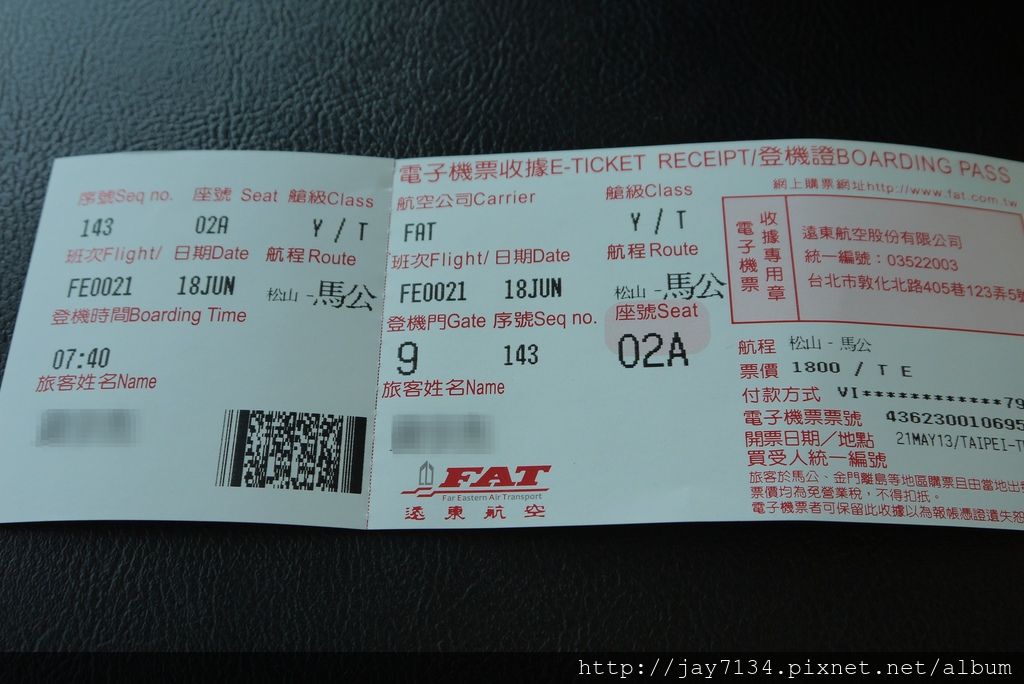 序號Seq no. 座號 Seat 艙級Class
143 02A Y / T
班次Flight/ 日期Date 航程Route
FE0021 18JUN 松山 - 馬公
登機時間Boarding Time
07:40
旅客姓名Name
電子機票收據E-TICKET RECEIPT/登機證BOARDING PASS
航空公司Carrier 艙級Class
FAT Y / T
班次Flight/ 日期Date 航程Route
FE0021 18JUN 松山 - 馬公
登機門Gate 序號Seq no. 座號Seat
9 143 02A
旅客姓名Name
FAT
Far Eastern Air Transport
遠東航空
網上購票網址http://www.fat.com.tw
電子機票
收據專用章
遠東航空股份有限公司
統一編號：03522003
台北市敦化北路405巷123弄5號
航程 松山 - 馬公
票價 1800 / T E
付款方式 VI************79
電子機票票號 436230010695
開票日期／地點 21MAY13/TAIPEI-T
買受人統一編號
旅客於馬公、金門離島等地區購票且由當地出
票價均為免營業稅，不得扣抵。
電子機票者可保留此收據以為報帳憑證遺失恕
http://jay7134.pixnet.net/album